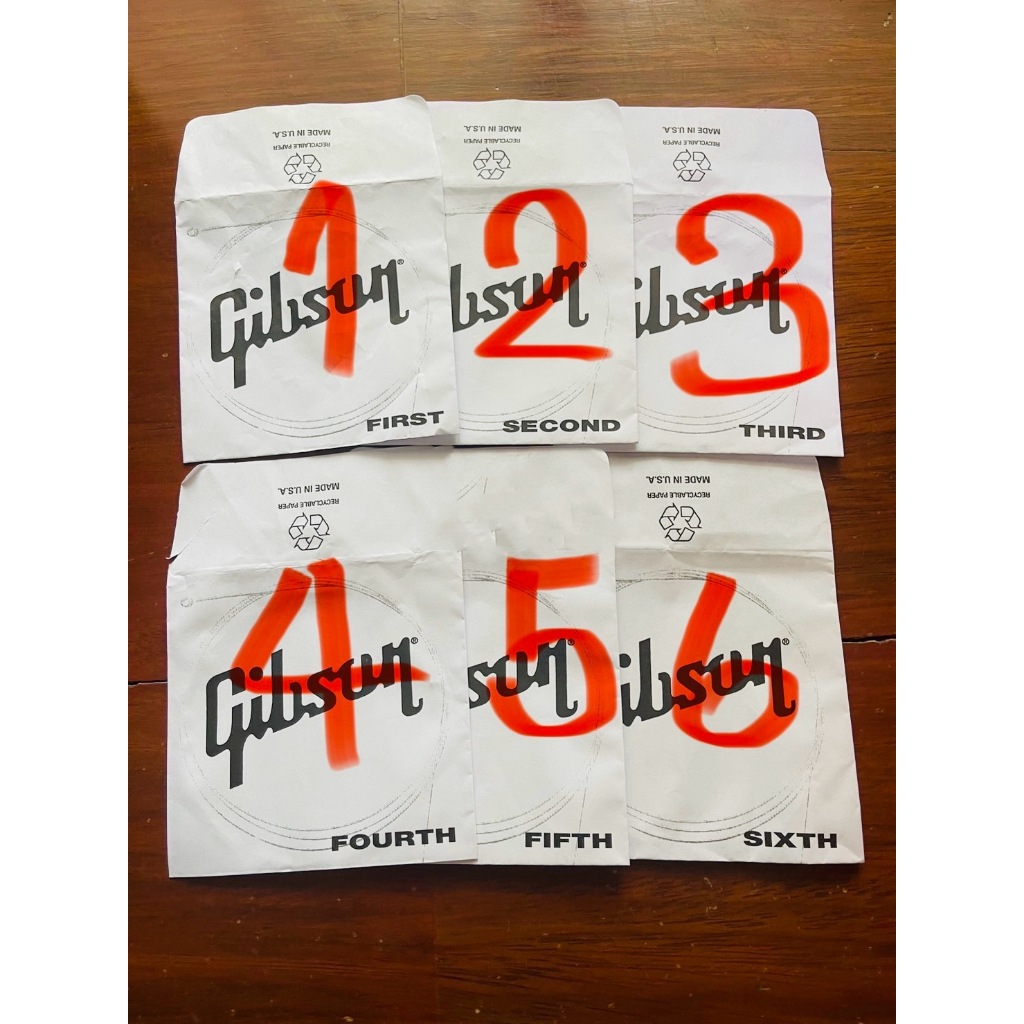 MADE IN U.S.A.
RECYCLABLE PAPER
1
Gibson®
FIRST
MADE IN U.S.A.
RECYCLABLE PAPER
2
bson®
SECOND
MADE IN U.S.A.
RECYCLABLE PAPER
3
ibson®
THIRD
MADE IN U.S.A.
RECYCLABLE PAPER
4
Gibson®
FOURTH
5
son®
FIFTH
MADE IN U.S.A.
RECYCLABLE PAPER
6
ibson®
SIXTH